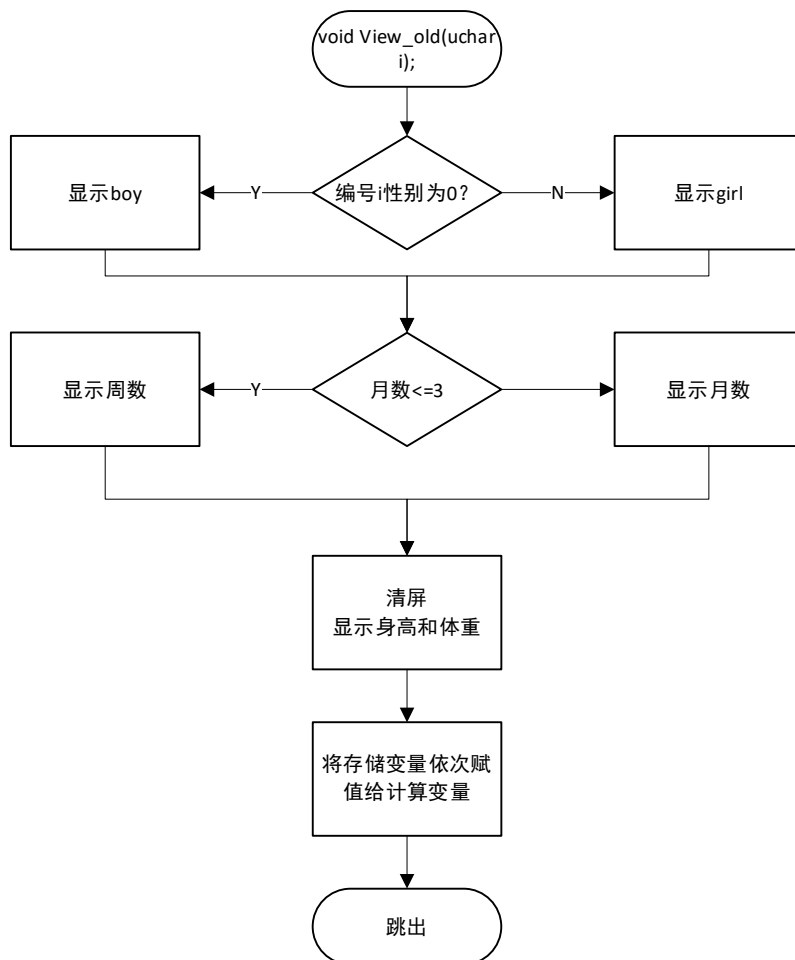 void View_old(uchar
i);
显示boy
Y
编号i性别为0?
N
显示girl
显示周数
Y
月数<=3
显示月数
清屏
显示身高和体重
将存储变量依次赋
值给计算变量
跳出